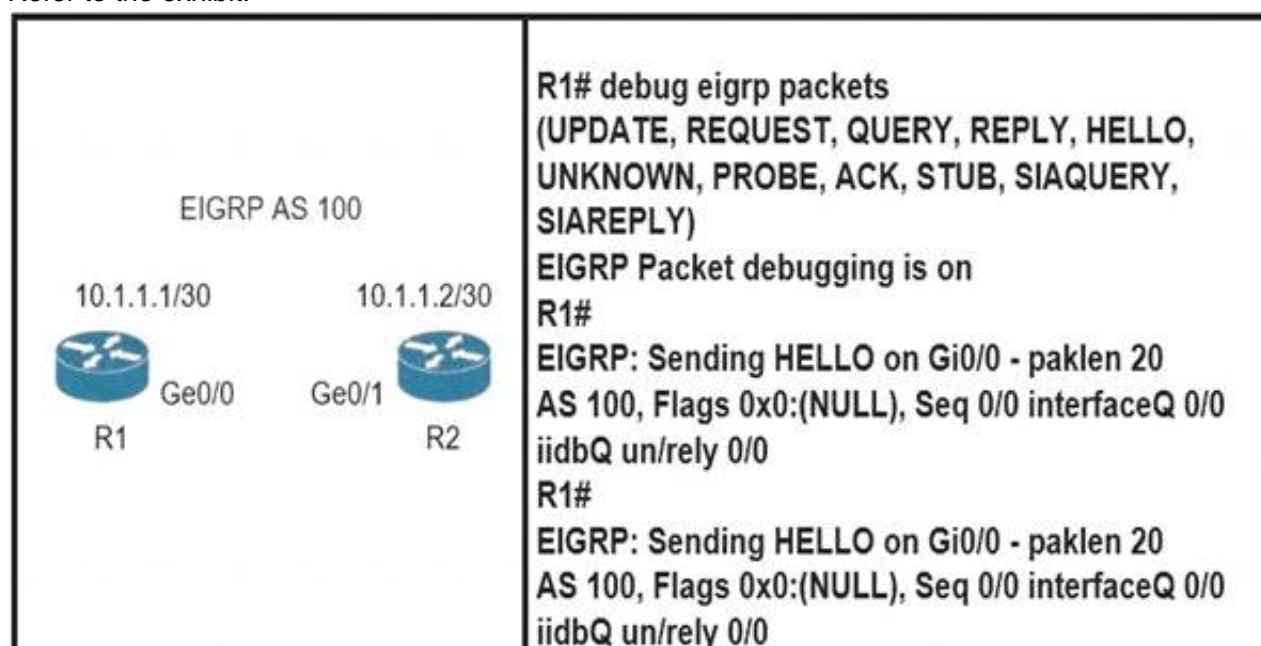 Refer to the exhibit.
EIGRP AS 100
10.1.1.1/30
10.1.1.2/30
Ge0/0
Ge0/1
R1
R2
R1# debug eigrp packets
(UPDATE, REQUEST, QUERY, REPLY, HELLO,
UNKNOWN, PROBE, ACK, STUB, SIAQUERY,
SIAREPLY)
EIGRP Packet debugging is on
R1#
EIGRP: Sending HELLO on Gi0/0 - paklen 20
AS 100, Flags 0x0:(NULL), Seq 0/0 interfaceQ 0/0
iidbQ un/rely 0/0
R1#
EIGRP: Sending HELLO on Gi0/0 - paklen 20
AS 100, Flags 0x0:(NULL), Seq 0/0 interfaceQ 0/0
iidbQ un/rely 0/0